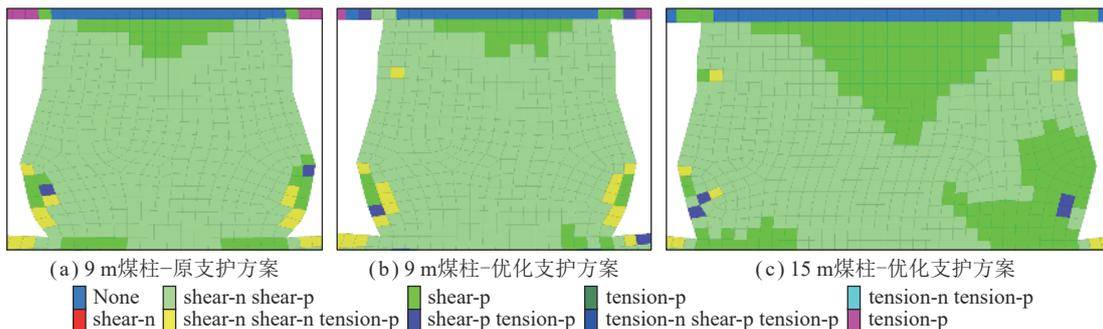 (a) 9 m煤柱-原支护方案 (b) 9 m煤柱-优化支护方案 (c) 15 m煤柱-优化支护方案
None shear-n shear-p shear-p tension-p tension-n tension-p
shear-n shear-n shear-n tension-p shear-p tension-p tension-n shear-p tension-p tension-p